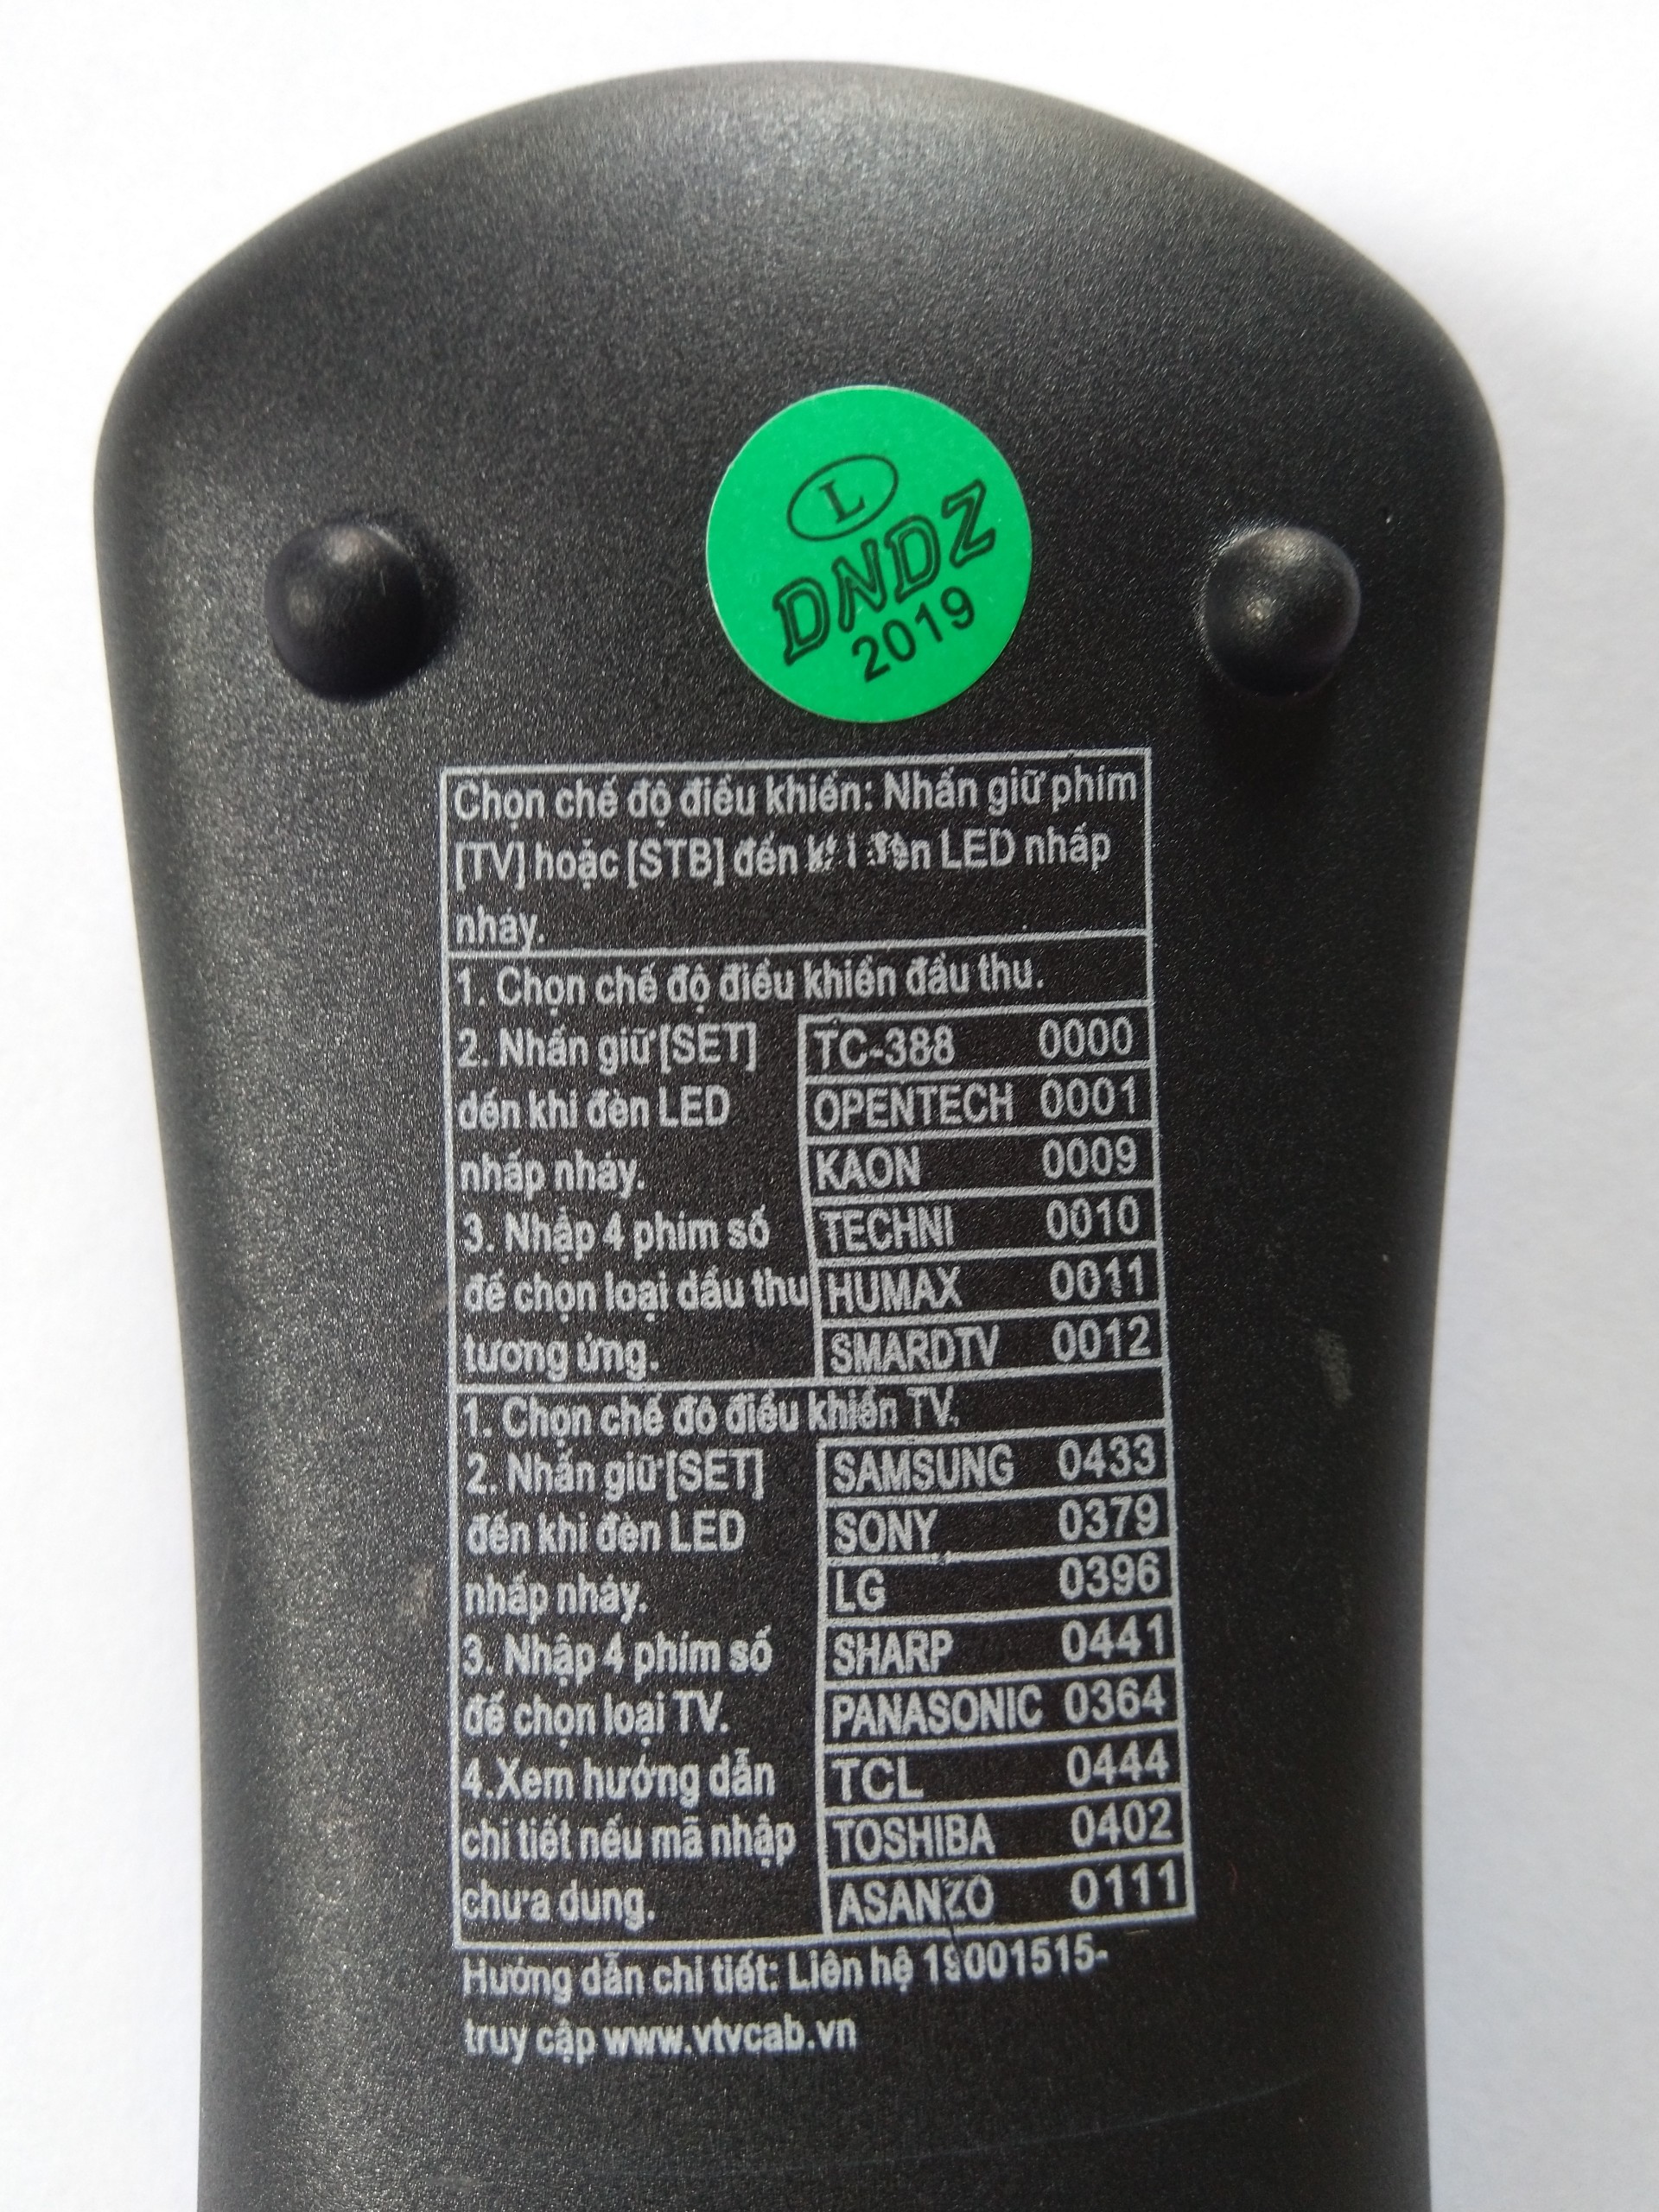 L
DNDZ
2019
Chọn chế độ điều khiển: Nhấn giữ phím
[TV] hoặc [STB] đến khi đèn LED nhấp
nháy.
1. Chọn chế độ điều khiển đầu thu.
2. Nhấn giữ [SET]
đến khi đèn LED
nhấp nháy.
3. Nhập 4 phím số
để chọn loại dầu thu
tương ứng.
TC-388 0000
OPENTECH 0001
KAON 0009
TECHNI 0010
HUMAX 0011
SMARDTV 0012
1. Chọn chế độ điều khiển TV.
2. Nhấn giữ [SET]
đến khi đèn LED
nhấp nháy.
3. Nhập 4 phím số
để chọn loại TV.
4.Xem hướng dẫn
chi tiết nếu mã nhập
chưa dung.
SAMSUNG 0433
SONY 0379
LG 0396
SHARP 0441
PANASONIC 0364
TCL 0444
TOSHIBA 0402
ASANZO 0111
Hướng dẫn chi tiết: Liên hệ 19001515-
truy cập www.vtvcab.vn